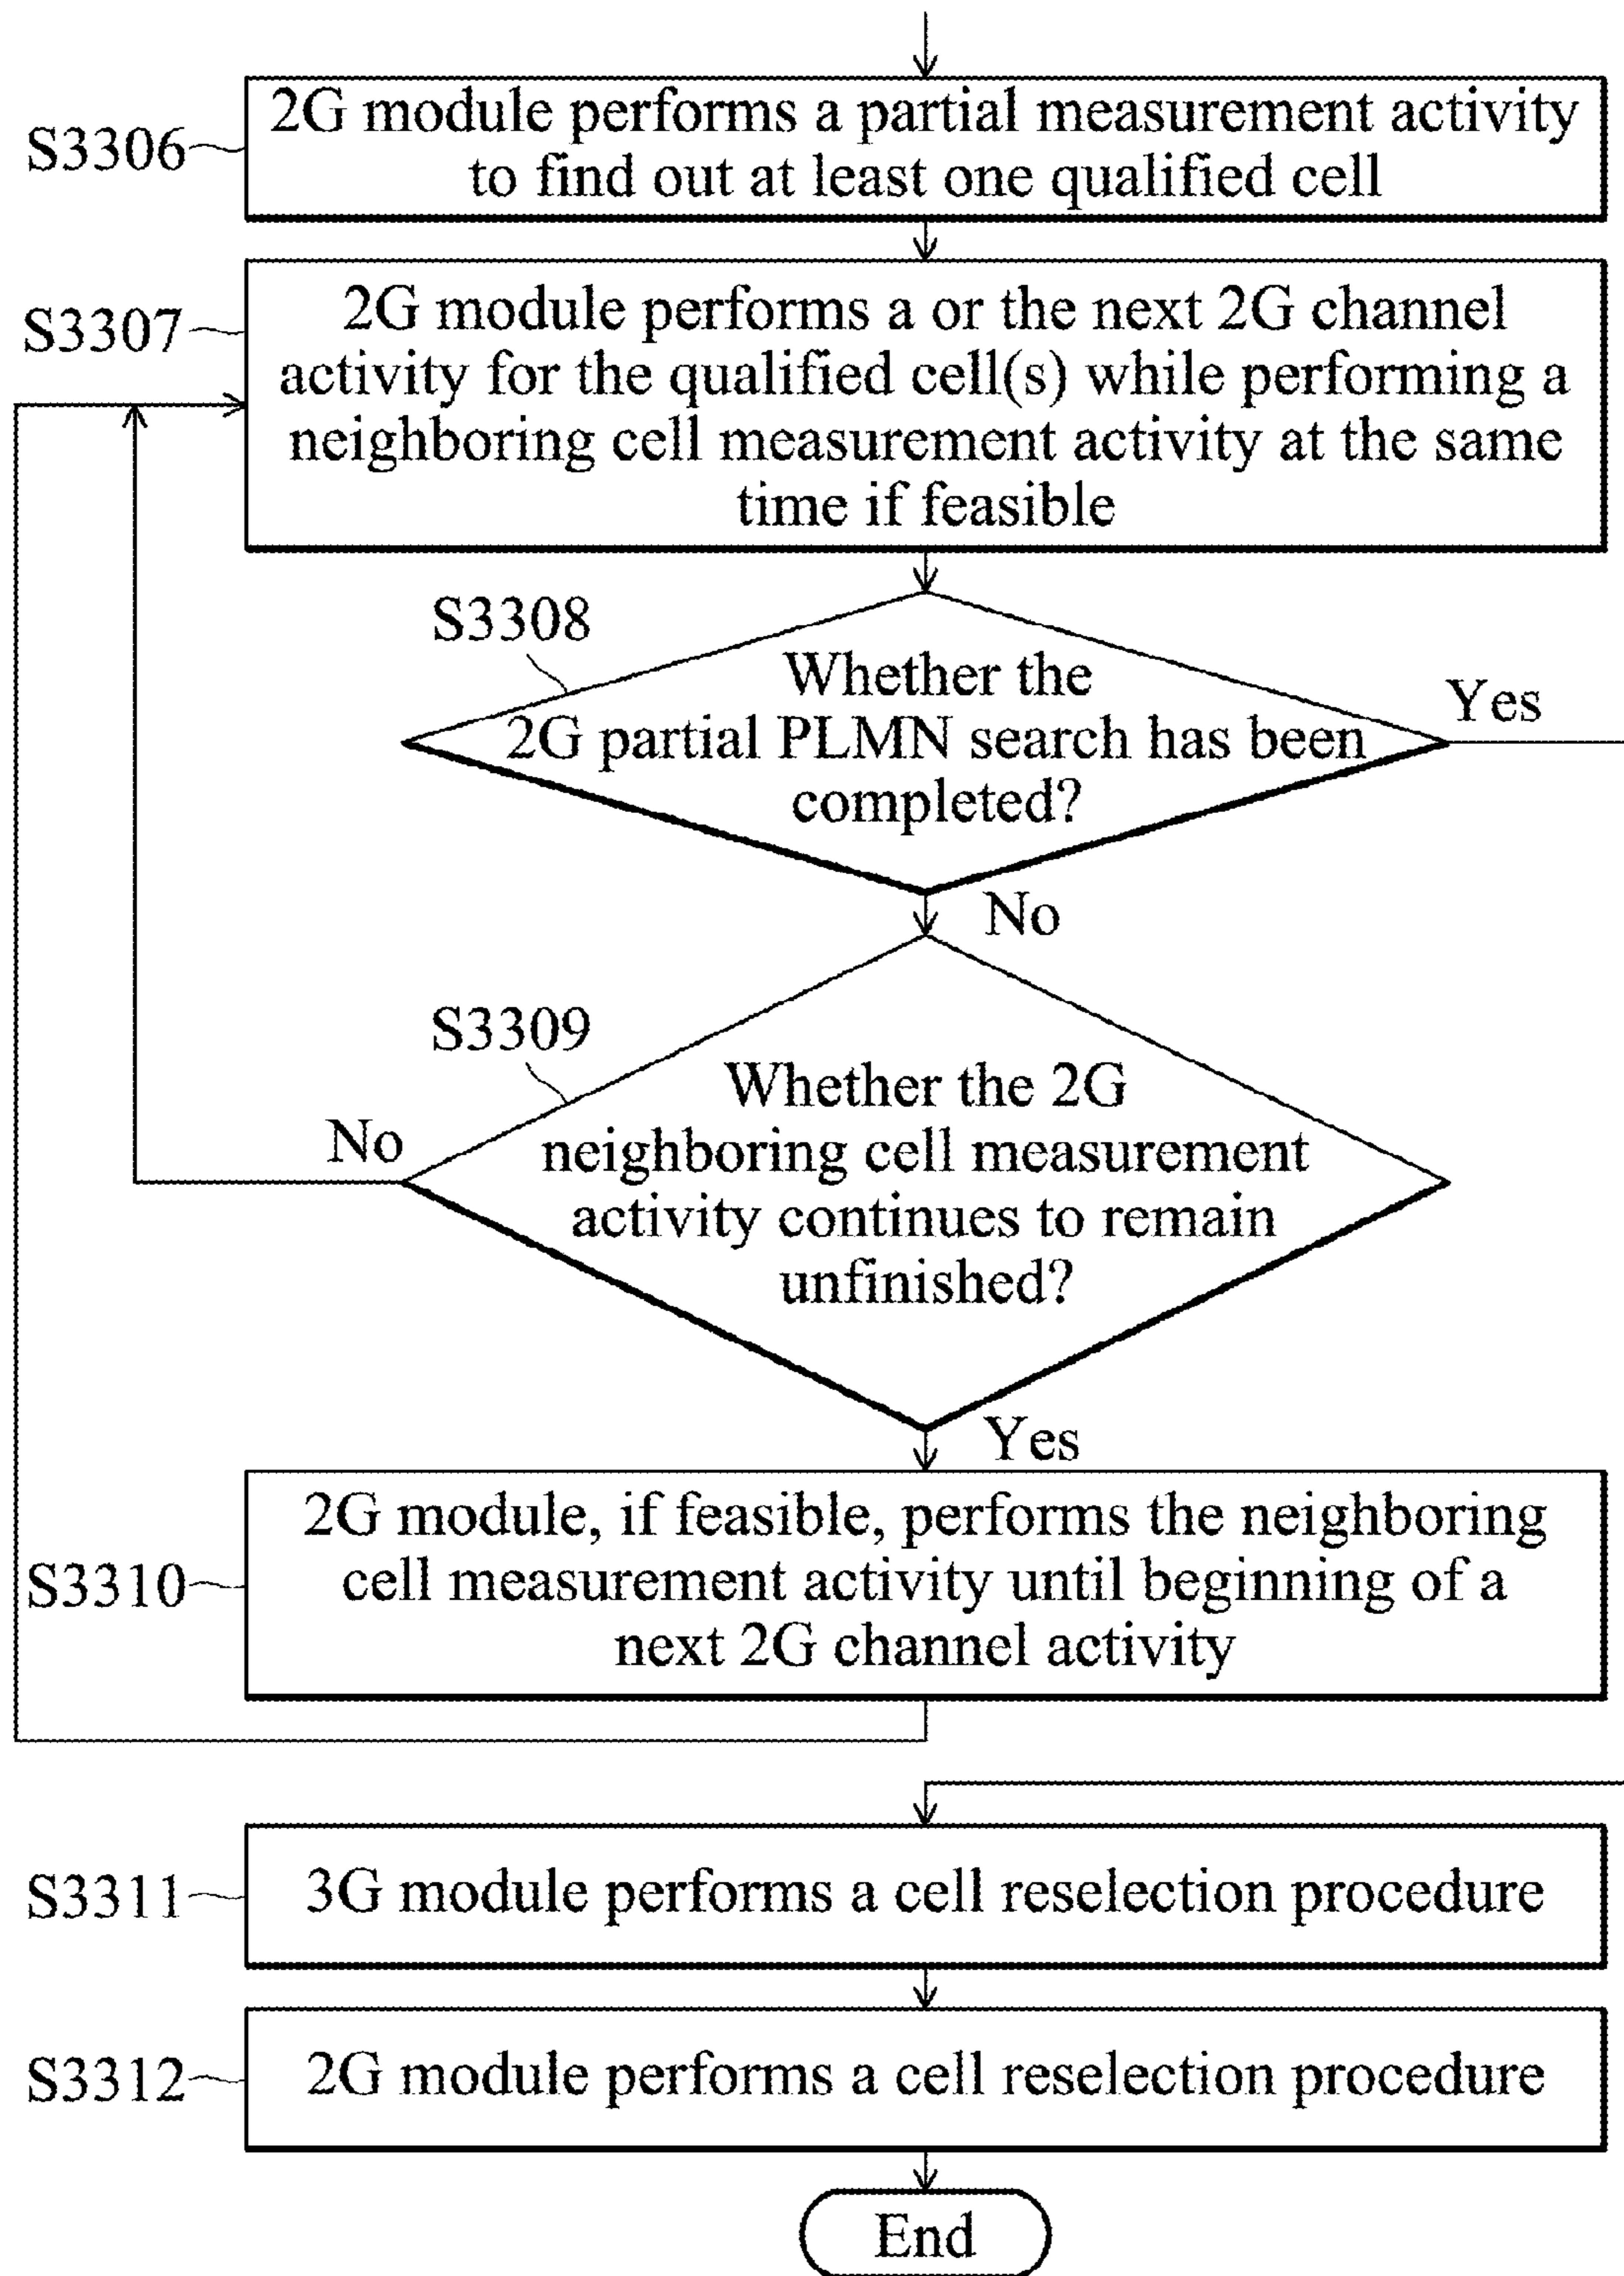 S3306
2G module performs a partial measurement activity
to find out at least one qualified cell
S3307
2G module performs a or the next 2G channel
activity for the qualified cell(s) while performing a
neighboring cell measurement activity at the same
time if feasible
S3308
Whether the
2G partial PLMN search has been
completed?
Yes
No
S3309
Whether the 2G
neighboring cell measurement
activity continues to remain
unfinished?
No
Yes
S3310
2G module, if feasible, performs the neighboring
cell measurement activity until beginning of a
next 2G channel activity
S3311
3G module performs a cell reselection procedure
S3312
2G module performs a cell reselection procedure
End